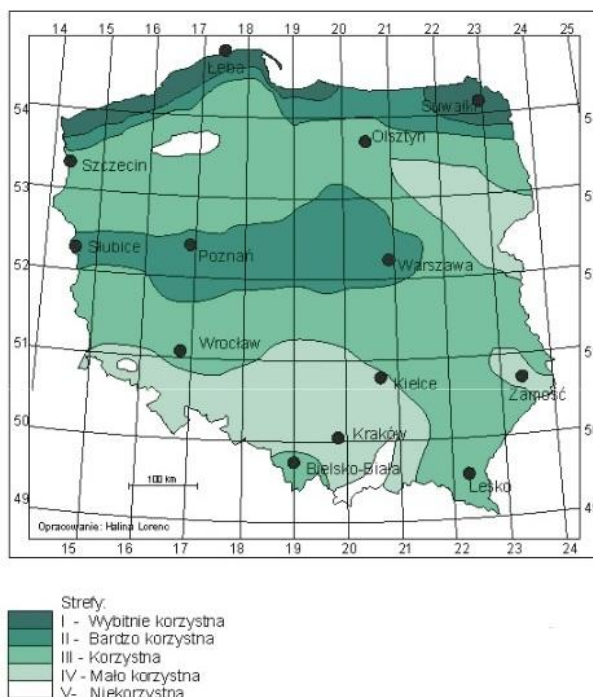 14 15 16 17 18 19 20 21 22 23 24 25
54
53
52
51
50
49
Łeba
Suwałki
Olsztyn
Szczecin
Słubice
Poznań
Warszawa
Wrocław
Kielce
Zamość
Kraków
Bielsko-Biała
Lesko
100 km
Opracowanie: Halina Lorenc
15 16 17 18 19 20 21 22 23 24
Strefy:
I - Wybitnie korzystna
II - Bardzo korzystna
III - Korzystna
IV - Mało korzystna
V- Niekorzystna